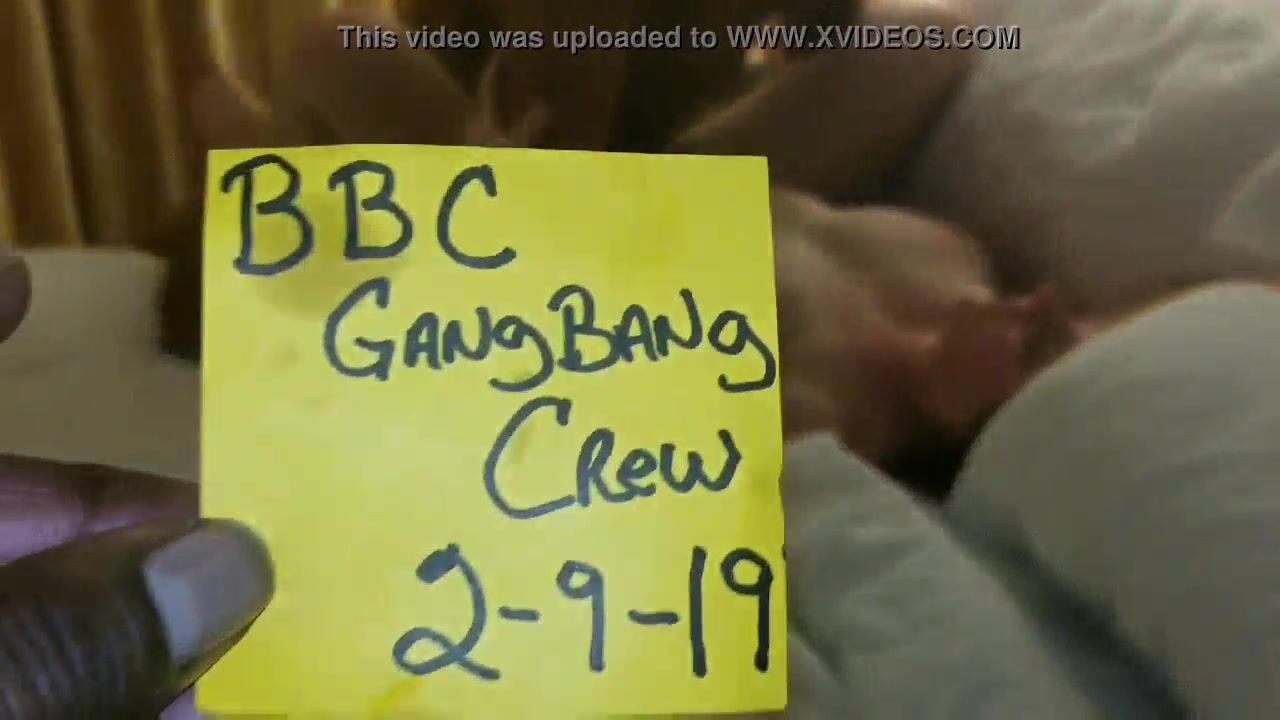 This video was uploaded to WWW.XVIDEOS.COM
BBC
GangBang
Crew
2-9-19